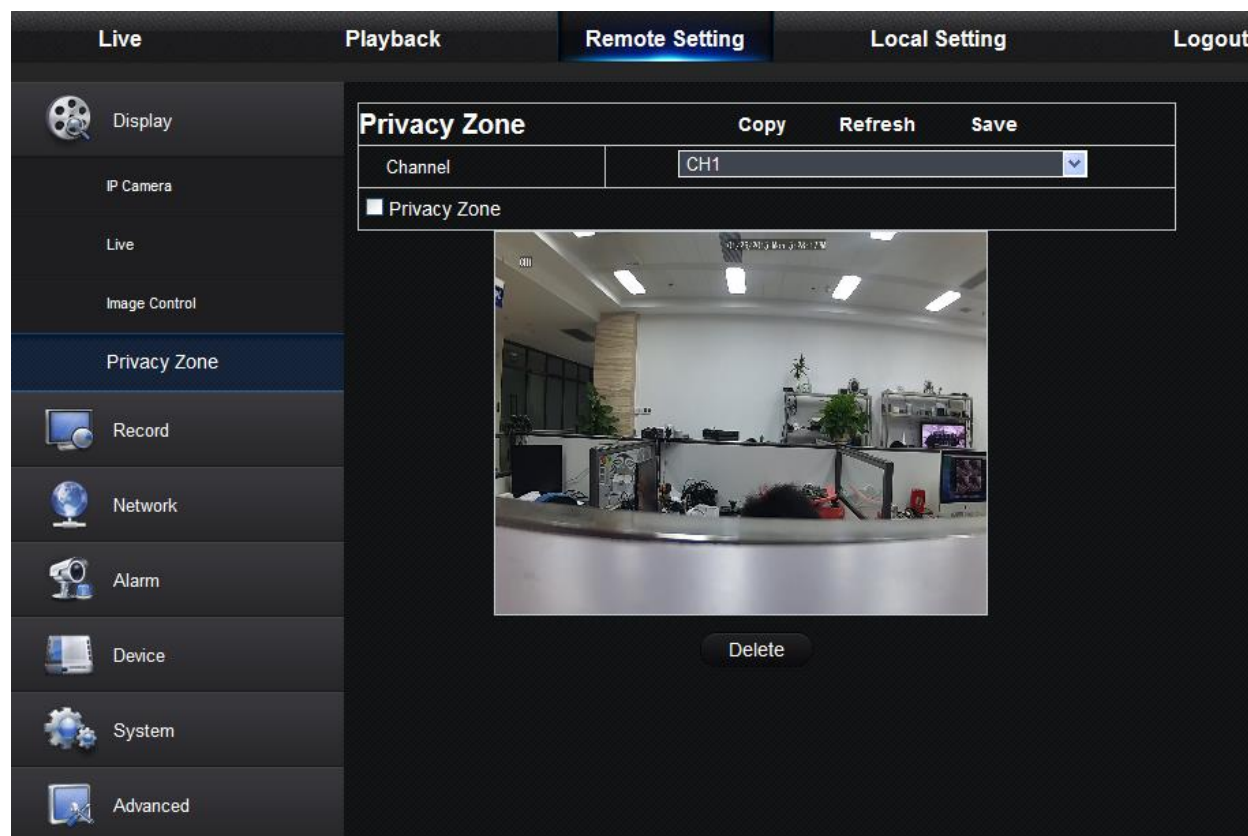 Live Playback Remote Setting Local Setting Logout
Display
IP Camera
Live
Image Control
Privacy Zone
Record
Network
Alarm
Device
System
Advanced
Privacy Zone Copy Refresh Save
Channel CH1
Privacy Zone
Delete